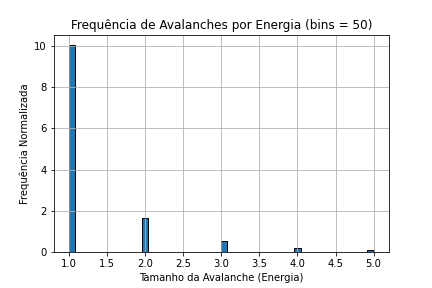 Frequência de Avalanches por Energia (bins = 50)
Frequência Normalizada
10
8
6
4
2
0
1.0 1.5 2.0 2.5 3.0 3.5 4.0 4.5 5.0
Tamanho da Avalanche (Energia)